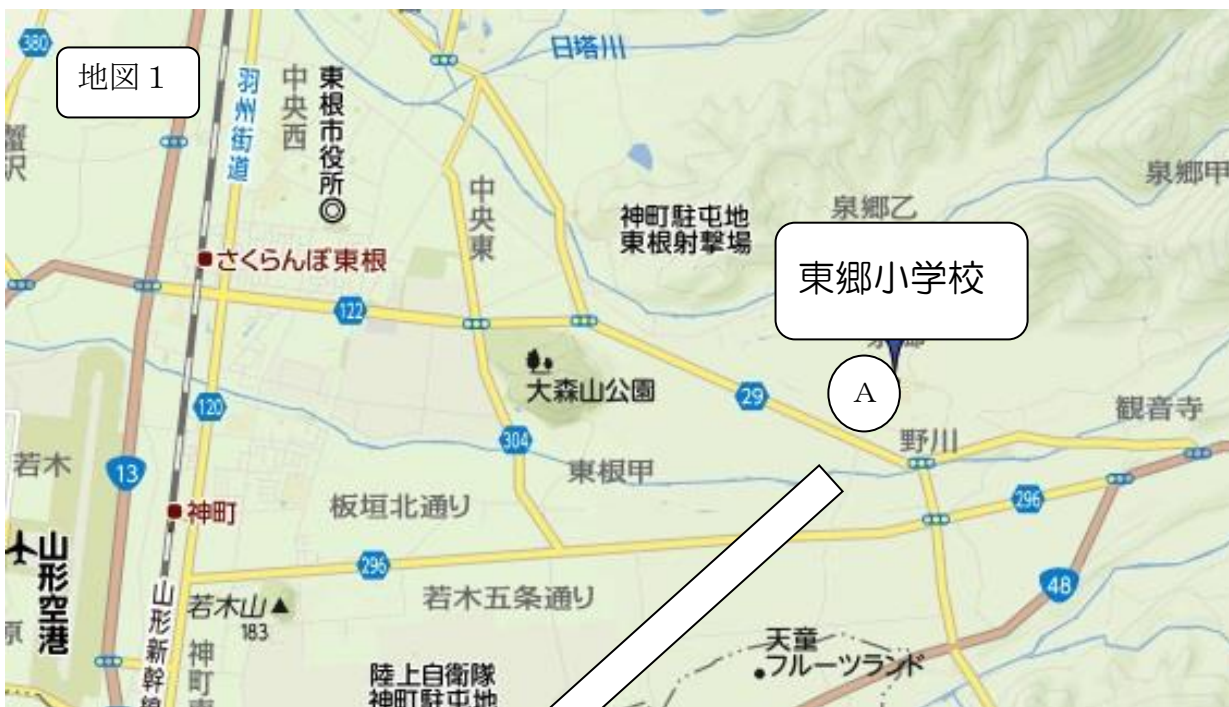 380
地図1
蟹沢
羽州街道
中央西
東根市役所
日塔川
中央東
神町駐屯地
東根射撃場
泉郷乙
泉郷甲
さくらんぼ東根
122
東郷小学校
大森山公園
29
A
観音寺
120
304
野川
若木
13
東根甲
神町
板垣北通り
296
山形空港
296
若木山
183
若木五条通り
48
原
山形新幹線
神町東
天童
フルーツランド
陸上自衛隊
神町駐屯地